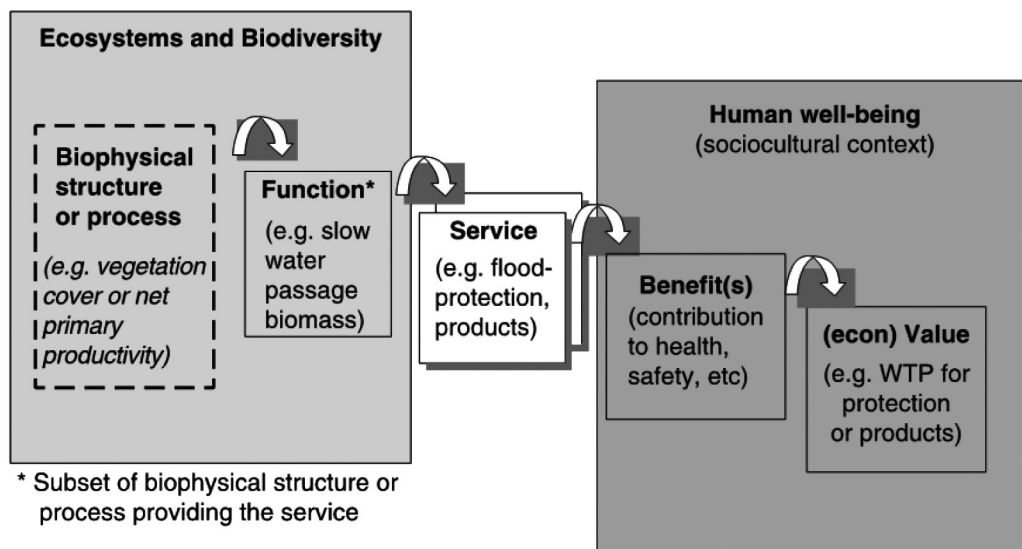 Ecosystems and Biodiversity
Biophysical
structure
or process
(e.g. vegetation
cover or net
primary
productivity)
Function*
(e.g. slow
water
passage
biomass)
Service
(e.g. flood-
protection,
products)
Human well-being
(sociocultural context)
Benefit(s)
(contribution
to health,
safety, etc)
(econ) Value
(e.g. WTP for
protection
or products)
* Subset of biophysical structure or
process providing the service